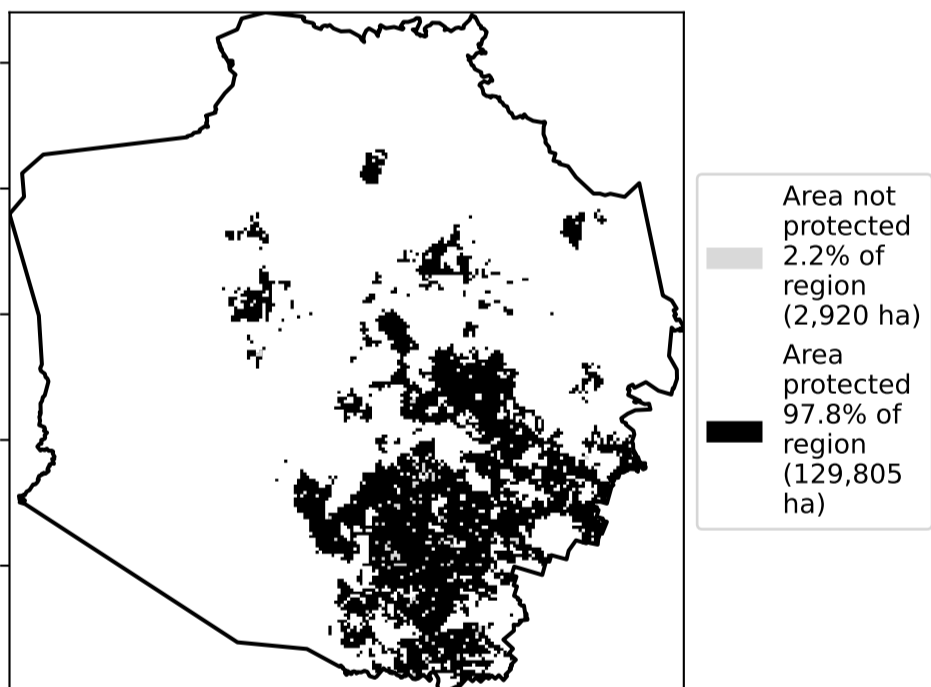 Area not
protected
2.2% of
region
(2,920 ha)
Area
protected
97.8% of
region
(129,805
ha)